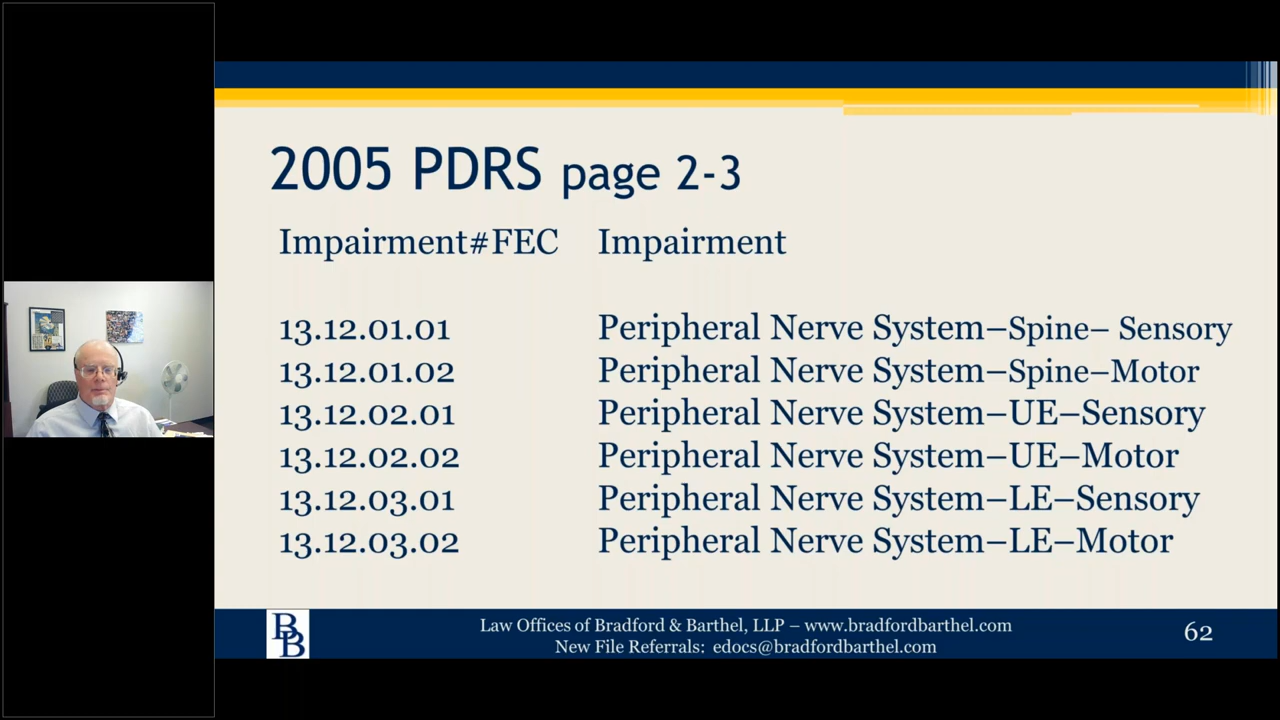 2005 PDRS page 2-3
Impairment#FEC Impairment
13.12.01.01 Peripheral Nerve System–Spine– Sensory
13.12.01.02 Peripheral Nerve System–Spine–Motor
13.12.02.01 Peripheral Nerve System–UE–Sensory
13.12.02.02 Peripheral Nerve System–UE–Motor
13.12.03.01 Peripheral Nerve System–LE–Sensory
13.12.03.02 Peripheral Nerve System–LE–Motor
BB
Law Offices of Bradford & Barthel, LLP – www.bradfordbarthel.com
New File Referrals: edocs@bradfordbarthel.com
62